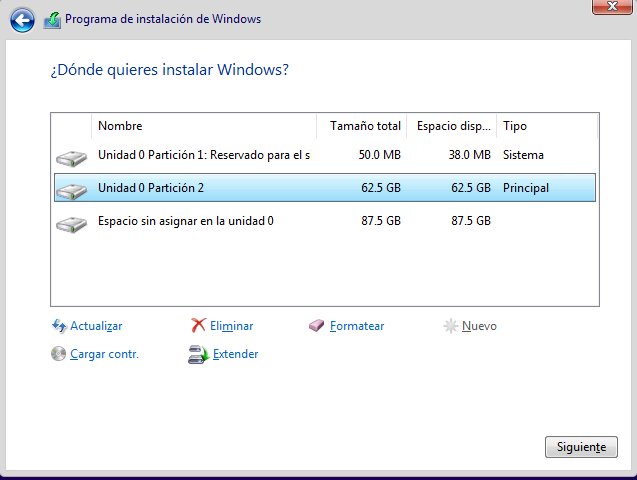 Programa de instalación de Windows
¿Dónde quieres instalar Windows?
Nombre Tamaño total Espacio disp... Tipo
Unidad 0 Partición 1: Reservado para el s 50.0 MB 38.0 MB Sistema
Unidad 0 Partición 2 62.5 GB 62.5 GB Principal
Espacio sin asignar en la unidad 0 87.5 GB 87.5 GB
Actualizar Eliminar Formatear Nuevo
Cargar contr. Extender
Siguiente